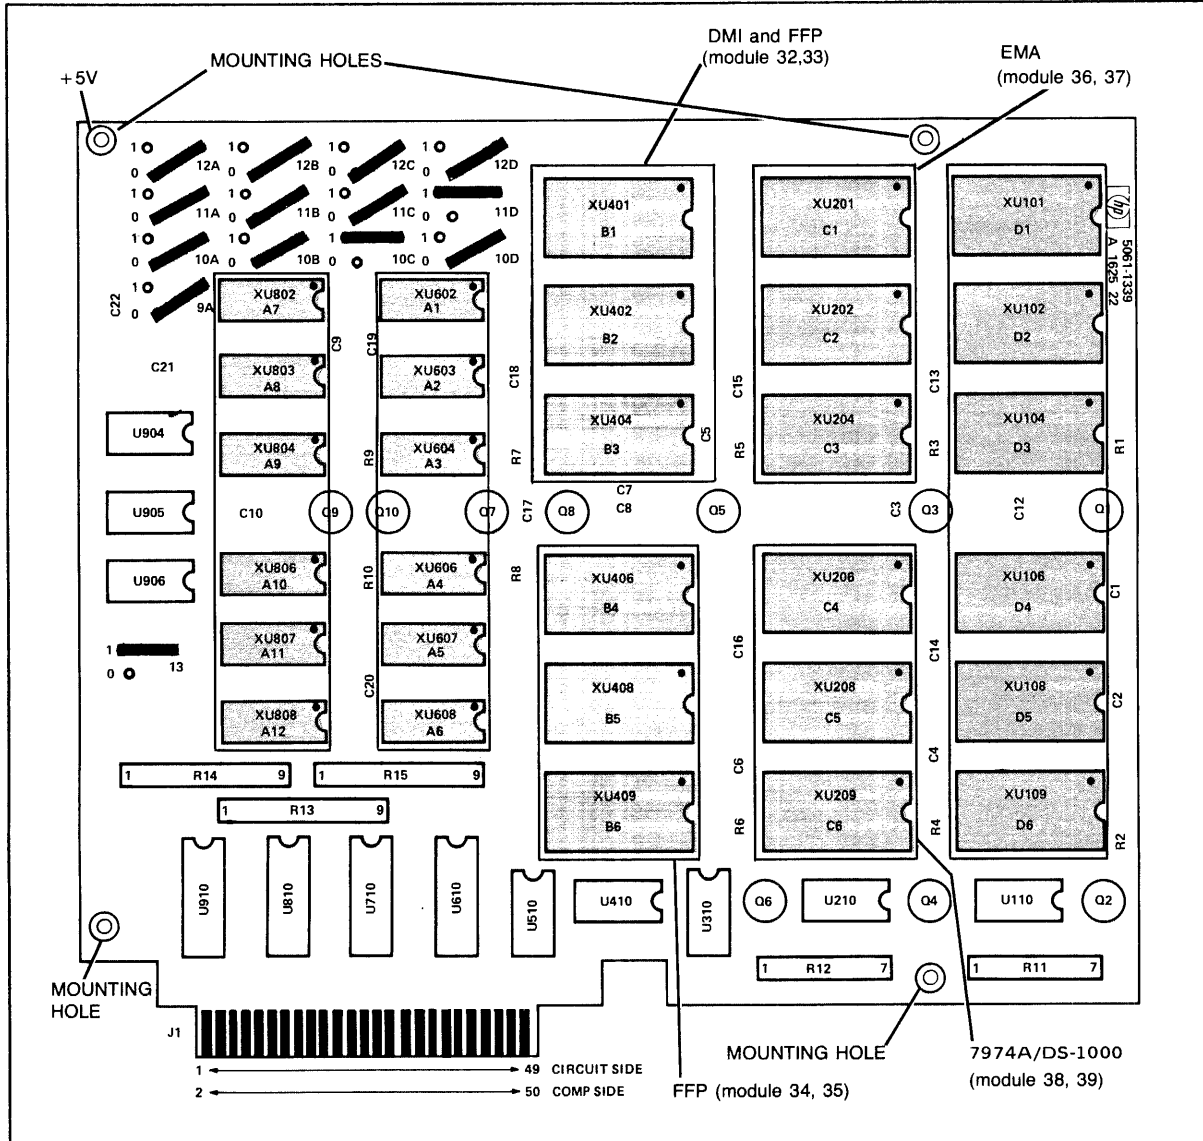 DMI and FFP
(module 32,33)
EMA
(module 36, 37)
MOUNTING HOLES
+5V
1 0 12A
1 0 12B
1 0 12C
1 0 12D
1 0 11A
1 0 11B
1 0 11C
1 11D
1 0 10A
1 0 10B
1 0 10C
1 0 10D
1 0 9A
C22
C21
XU802
A7
XU602
A1
XU803
A8
XU603
A2
XU804
A9
XU604
A3
C9
C19
C18
R9
R7
XU401
B1
XU402
B2
XU404
B3
C5
XU201
C1
XU202
C2
XU204
C3
C15
R5
C13
R3
XU101
D1
XU102
D2
XU104
D3
hp
5061-1339
A 1625 22
R1
U904
U905
U906
C10
Q9
Q10
Q7
C17
Q8
C7
C8
Q5
C3
Q3
C12
Q
XU806
A10
XU606
A4
XU807
A11
XU607
A5
XU808
A12
XU608
A6
R10
C20
R8
1 0 13
XU406
B4
XU408
B5
XU409
B6
XU206
C4
XU208
C5
XU209
C6
C16
C6
R6
C14
C4
R4
XU106
D4
XU108
D5
XU109
D6
C1
C2
R2
1 R14 9
1 R15 9
1 R13 9
U910
U810
U710
U610
U510
U410
U310
Q6
U210
Q4
U110
Q2
1 R12 7
1 R11 7
MOUNTING
HOLE
J1
1 49 CIRCUIT SIDE
2 50 COMP SIDE
MOUNTING HOLE
FFP (module 34, 35)
7974A/DS-1000
(module 38, 39)